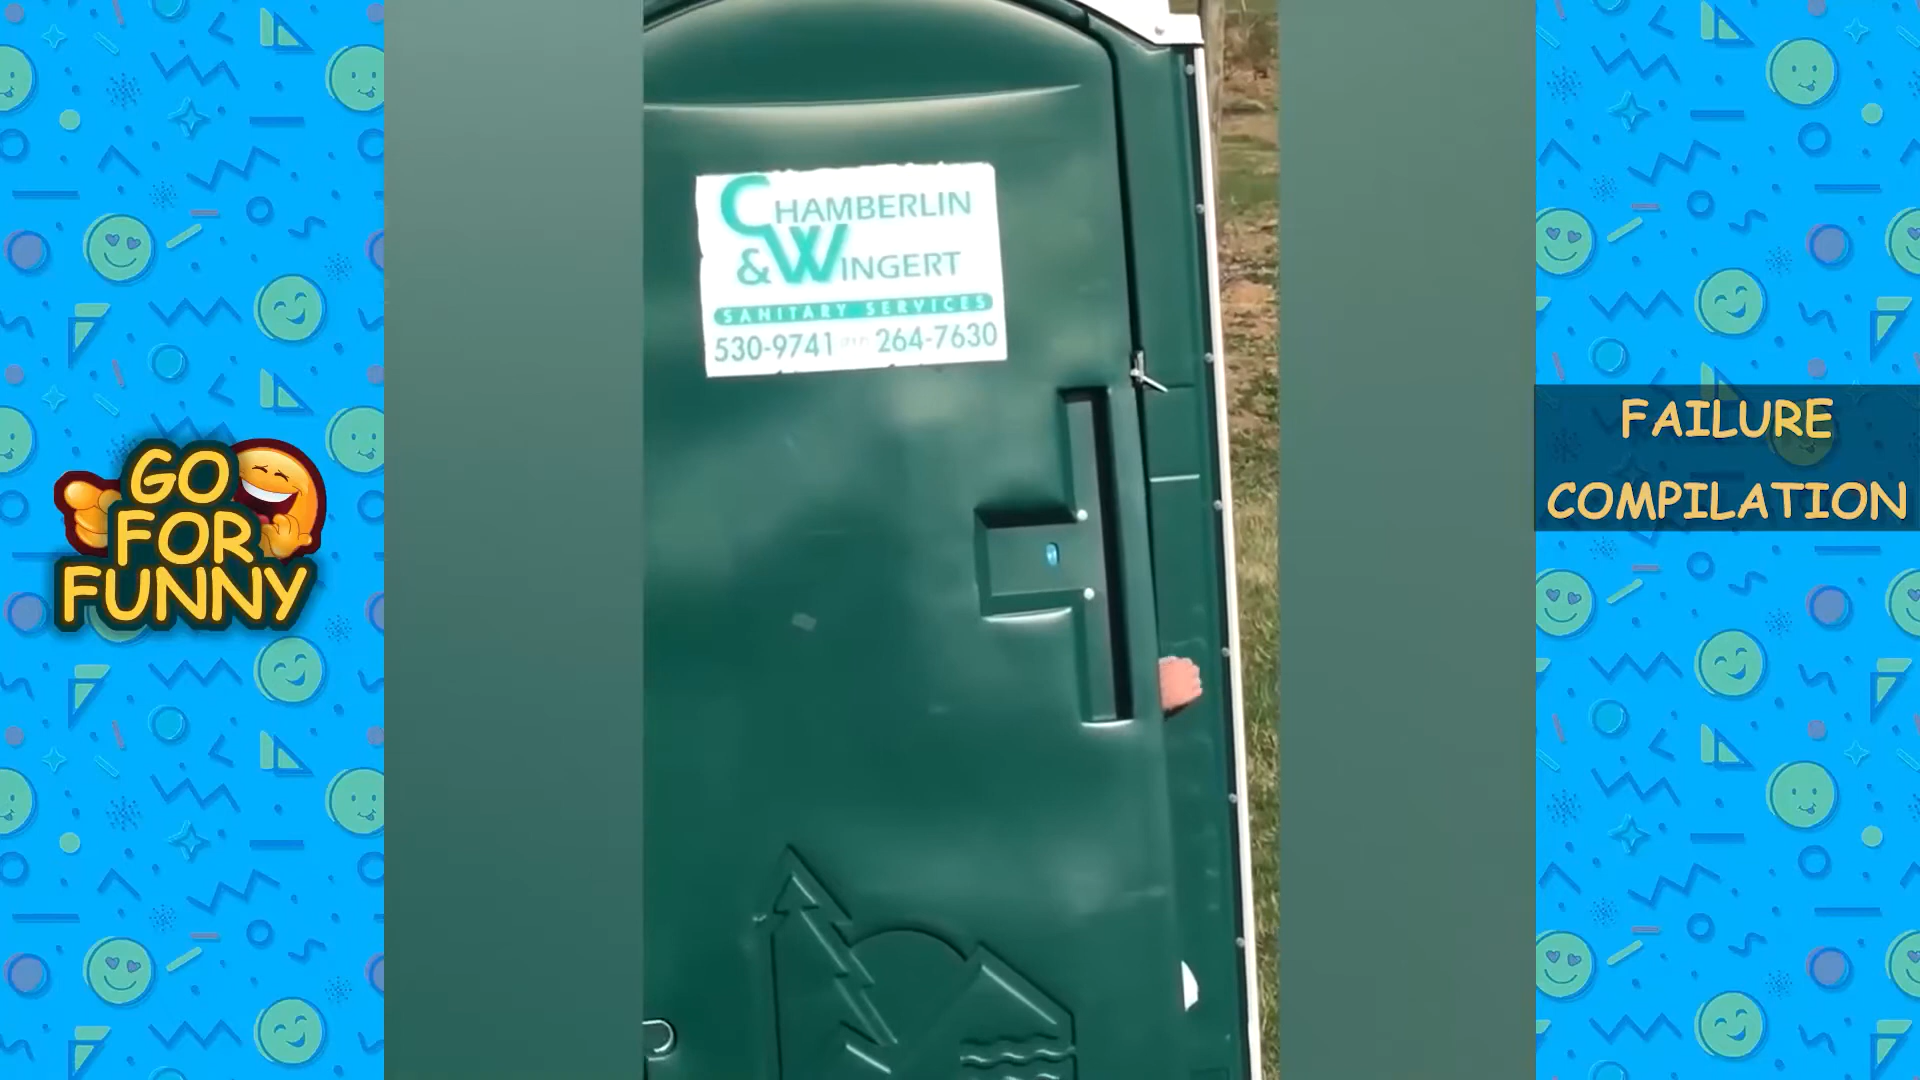 GO
FOR
FUNNY
CHAMBERLIN
& WINGERT
SANITARY SERVICES
530-9741 264-7630
FAILURE
COMPILATION